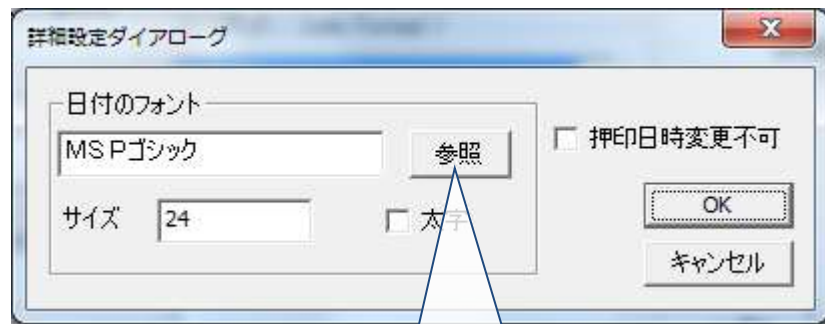 詳細設定ダイアローグ
日付のフォント
MS Pゴシック
参照
押印日時変更不可
サイズ
24
太字
OK
キャンセル